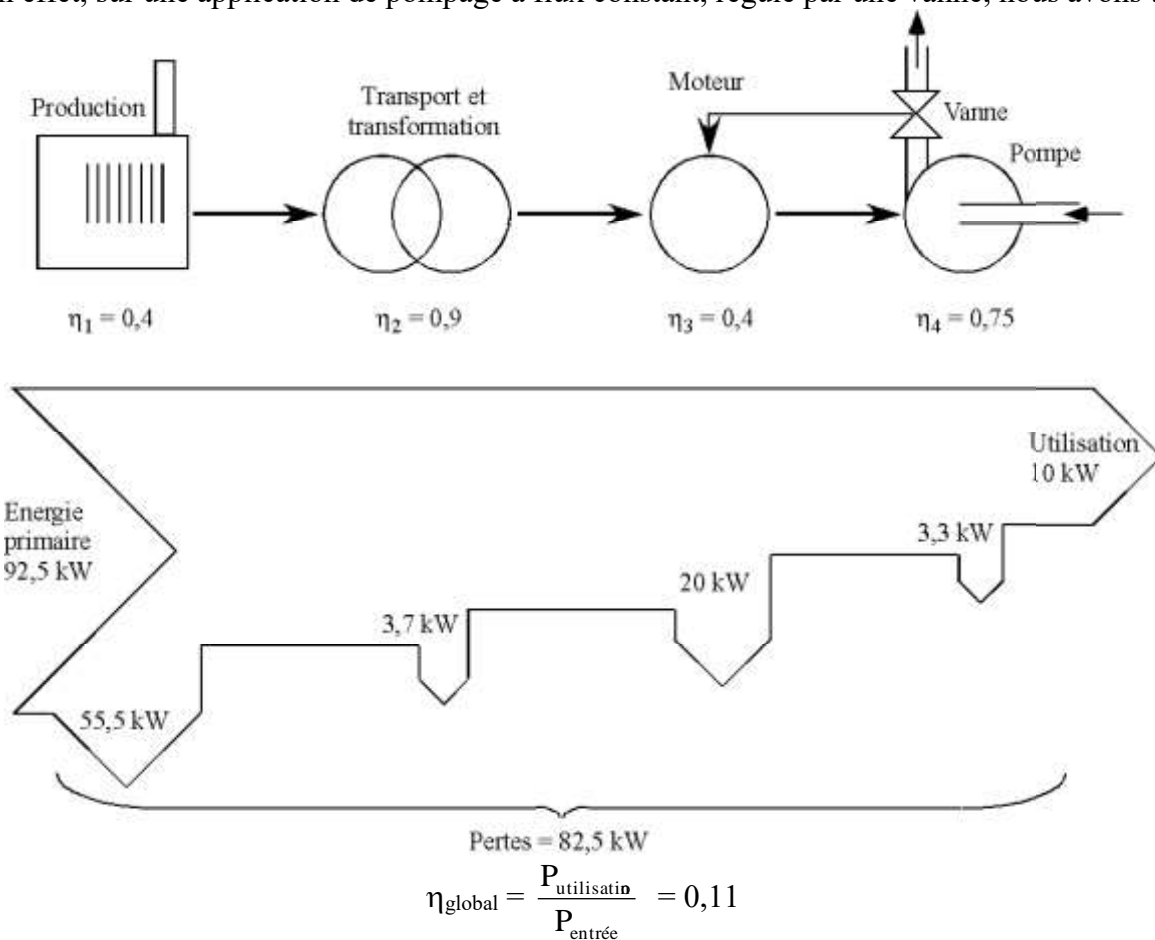 effet, sur une application de pompage à flux constant, régulé par une vanne, nous avons
Production
Transport et
transformation
Moteur
Vanne
Pompe
η1 = 0,4
η2 = 0,9
η3 = 0,4
η4 = 0,75
Energie
primaire
92,5 kW
Utilisation
10 kW
3,3 kW
20 kW
3,7 kW
55,5 kW
Pertes = 82,5 kW
ηglobal = Putilisatio / Pentrée = 0,11